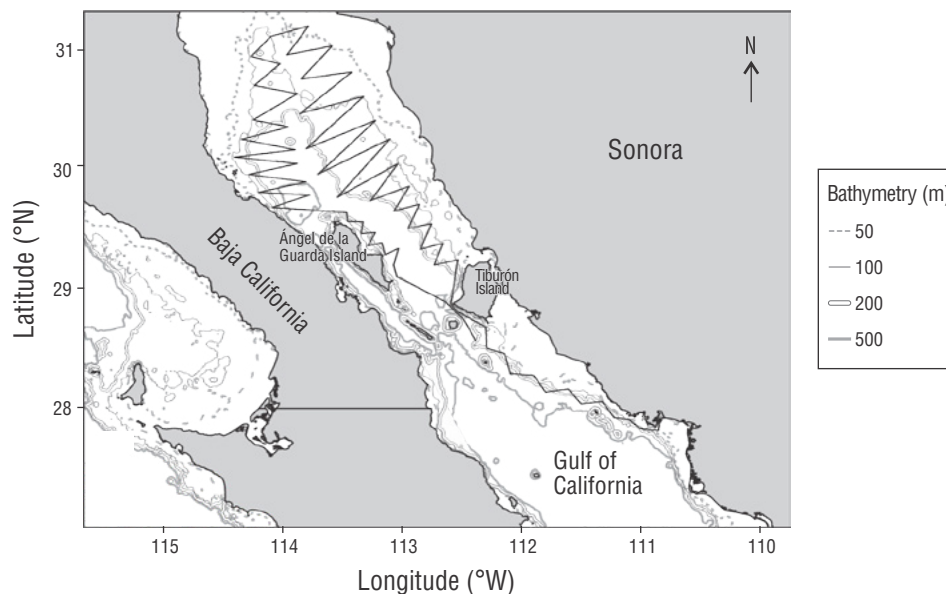 31
30
29
28
Latitude (°N)
115
114
113
112
111
110
Longitude (°W)
N
Sonora
Baja California
Ángel de la
Guarda Island
Tiburón
Island
Gulf of
California
Bathymetry (m)
50
100
200
500